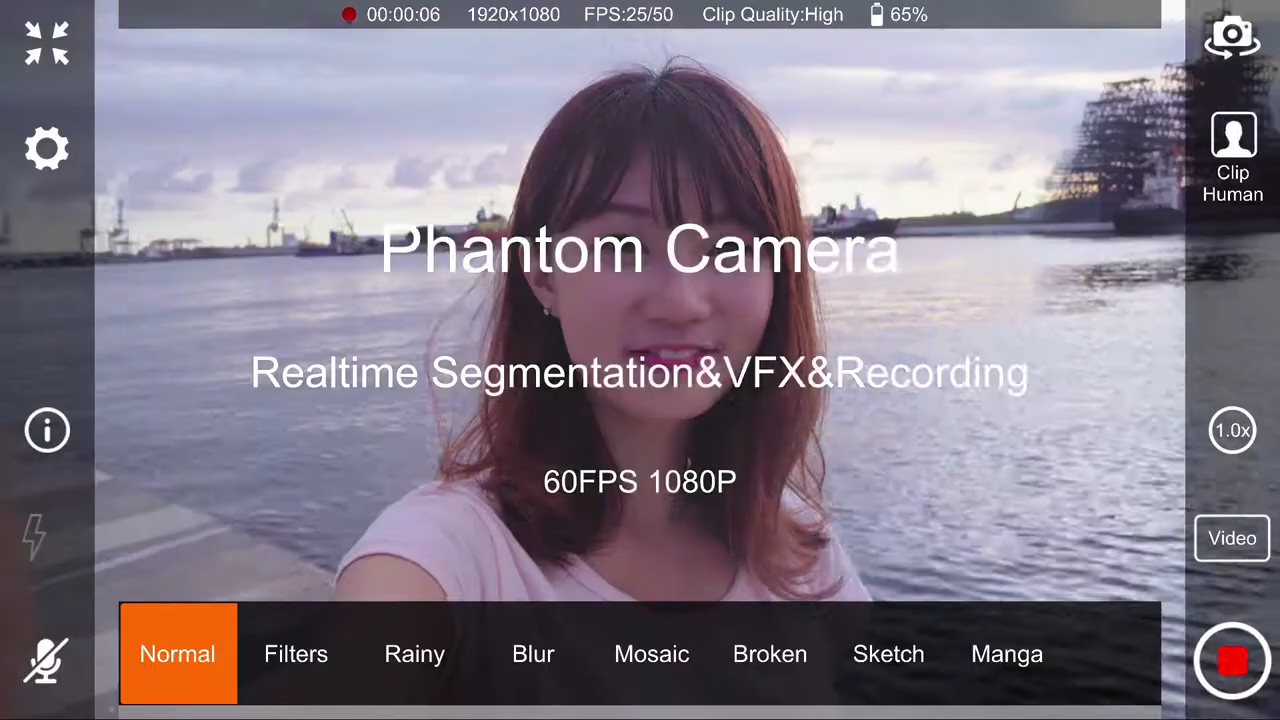 00:00:06 1920x1080 FPS:25/50 Clip Quality:High 65%
Clip
Human
Phantom Camera
Realtime Segmentation&VFX&Recording
1.0x
60FPS 1080P
Video
Normal Filters Rainy Blur Mosaic Broken Sketch Manga